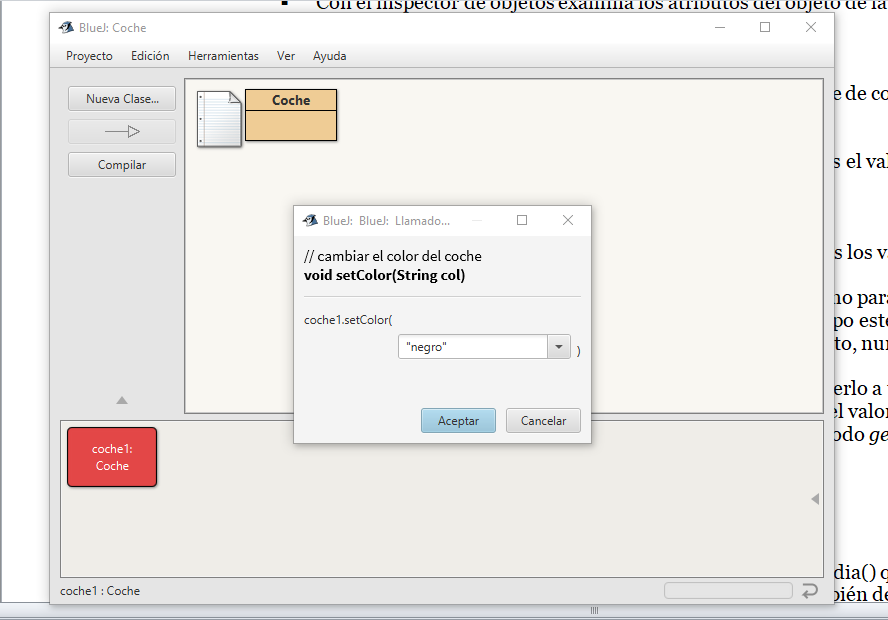 Con el inspector de objetos examina los atributos del objeto de la
BlueJ: Coche
Proyecto Edición Herramientas Ver Ayuda
Nueva Clase...
Compilar
Coche
e de co
s el val
s los va
no para
po este
to, nu
erlo a
el valor
odo ge
BlueJ: BlueJ: Llamado...
// cambiar el color del coche
void setColor(String col)
coche1.setColor(
"negro"
)
Aceptar Cancelar
coche1:
Coche
dia() q
bién de
coche1 : Coche